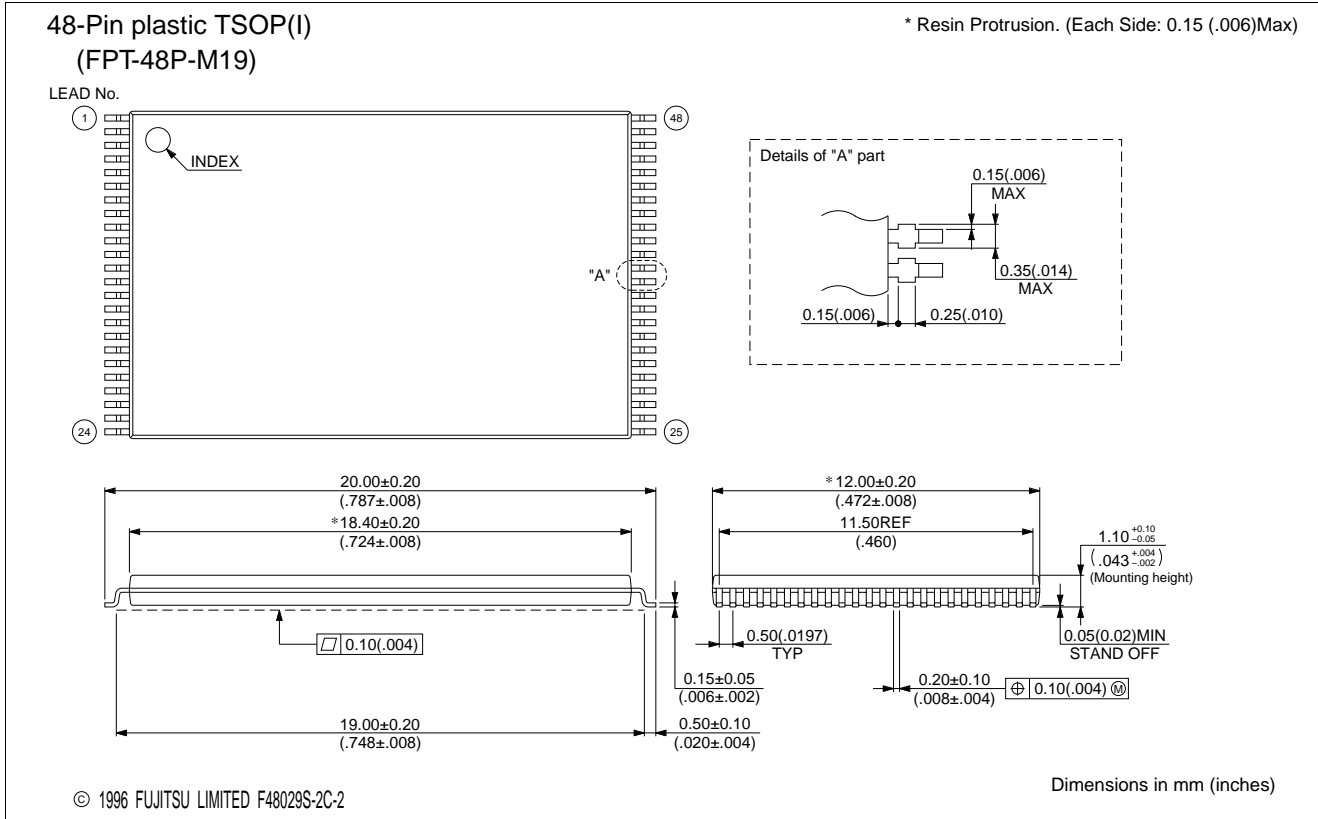 48-Pin plastic TSOP(I)
(FPT-48P-M19)
* Resin Protrusion. (Each Side: 0.15 (.006)Max)
LEAD No.
1
48
INDEX
"A"
24
25
Details of "A" part
0.15(.006)
MAX
0.35(.014)
MAX
0.15(.006)
0.25(.010)
20.00±0.20
(.787±.008)
*18.40±0.20
(.724±.008)
0.10(.004)
0.15±0.05
(.006±.002)
19.00±0.20
(.748±.008)
0.50±0.10
(.020±.004)
*12.00±0.20
(.472±.008)
11.50REF
(.460)
1.10 +0.10 -0.05
(.043 +.004 -.002)
(Mounting height)
0.50(.0197)
TYP
0.05(0.02)MIN
STAND OFF
0.20±0.10
(.008±.004)
⌖ 0.10(.004) Ⓜ
© 1996 FUJITSU LIMITED F48029S-2C-2
Dimensions in mm (inches)